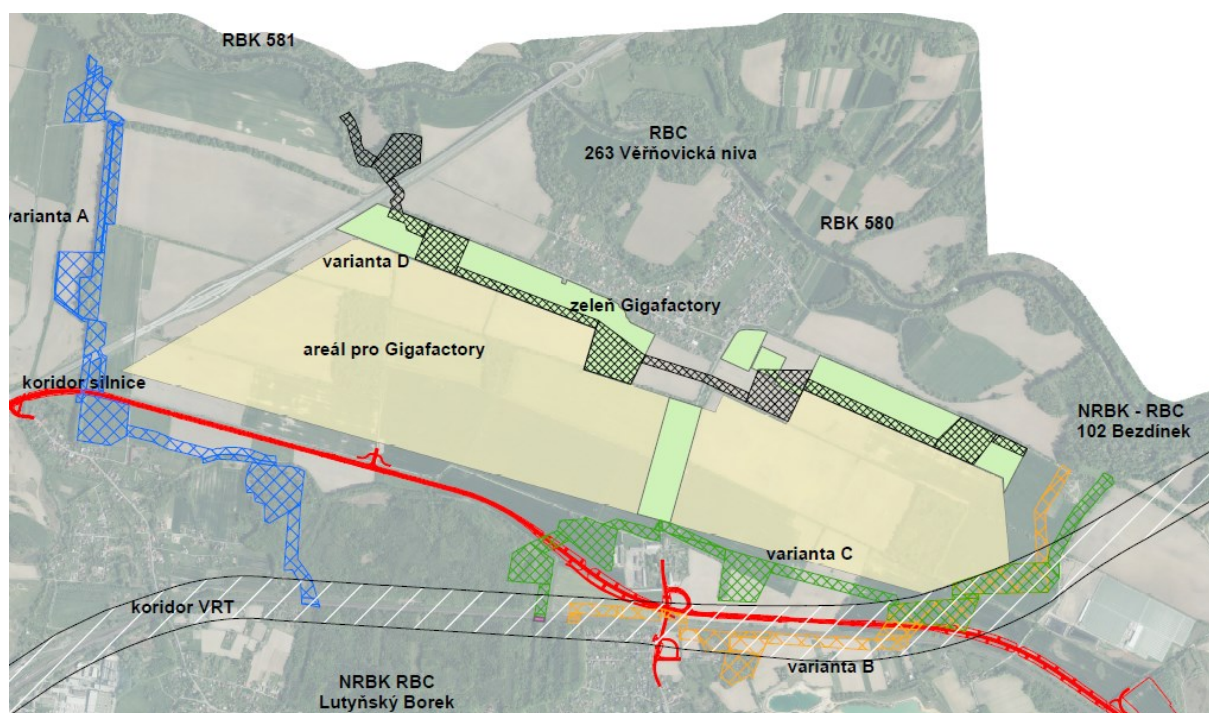 RBK 581
RBC
263 Věřňovická niva
varianta A
RBK 580
varianta D
zeleň Gigafactory
areál pro Gigafactory
koridor silnice
NRBK - RBC
102 Bezdínek
varianta C
koridor VRT
varianta B
NRBK RBC
Lutyňský Borek